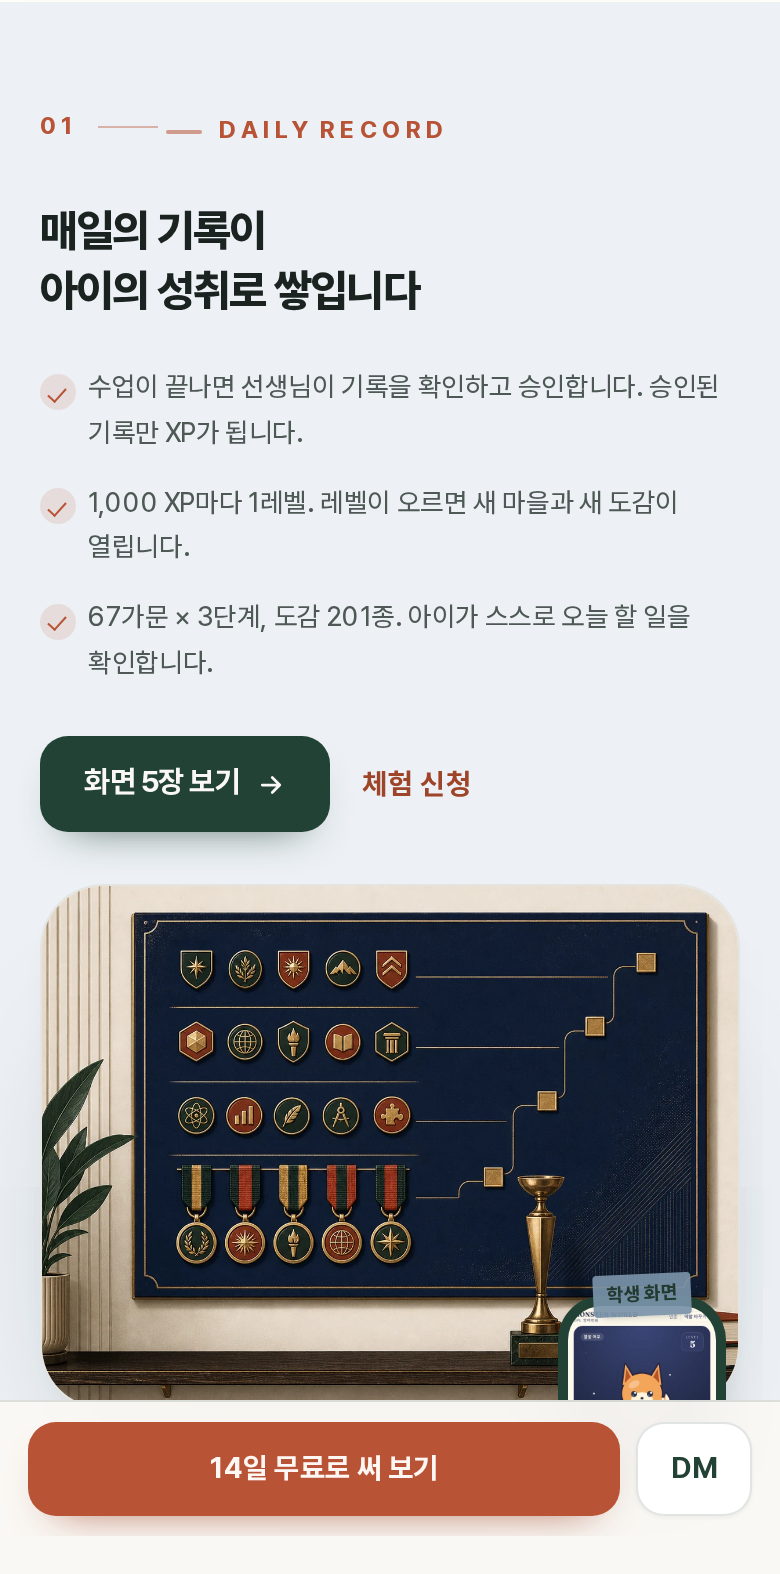 01 DAILY RECORD
매일의 기록이
아이의 성취로 쌓입니다
수업이 끝나면 선생님이 기록을 확인하고 승인합니다. 승인된
기록만 XP가 됩니다.
1,000 XP마다 1레벨. 레벨이 오르면 새 마을과 새 도감이
열립니다.
67가문 × 3단계, 도감 201종. 아이가 스스로 오늘 할 일을
확인합니다.
화면 5장 보기 →
체험 신청
학생 화면
5
14일 무료로 써 보기
DM